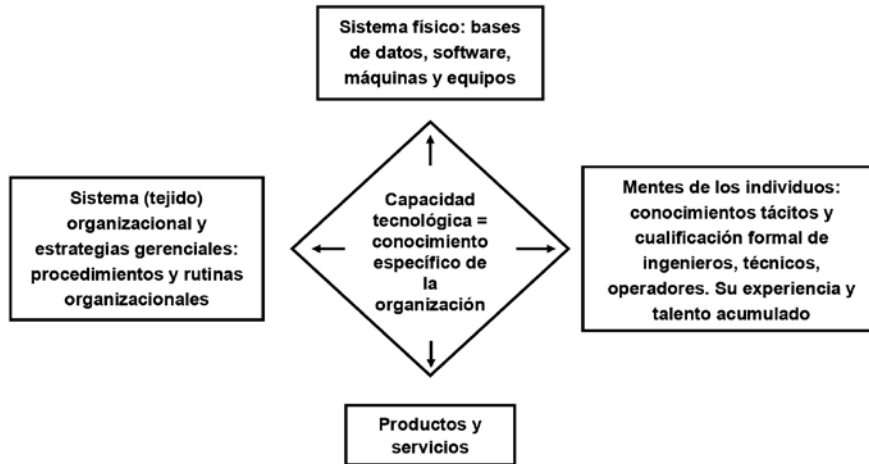 Sistema físico: bases
de datos, software,
máquinas y equipos
Sistema (tejido)
organizacional y
estrategias gerenciales:
procedimientos y rutinas
organizacionales
Capacidad
tecnológica =
conocimiento
específico de
la
organización
Mentes de los individuos:
conocimientos tácitos y
cualificación formal de
ingenieros, técnicos,
operadores. Su experiencia y
talento acumulado
Productos y
servicios